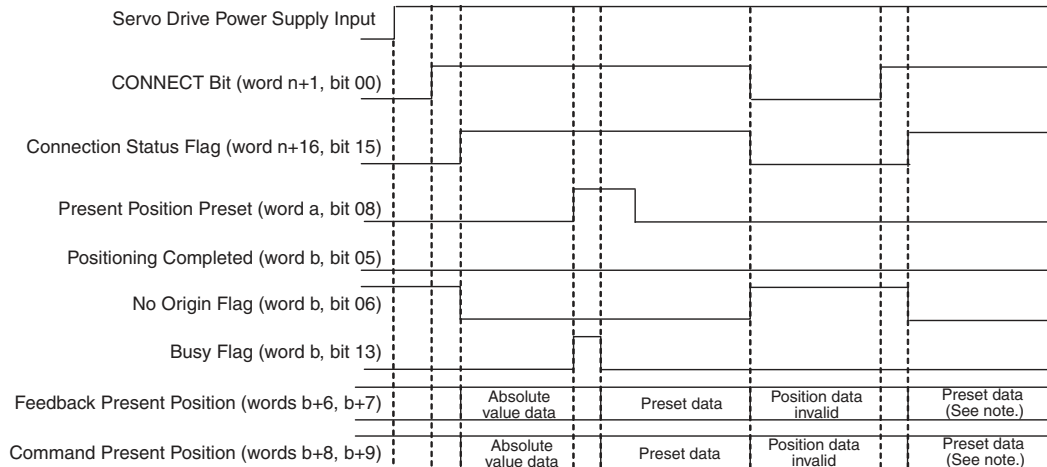 Servo Drive Power Supply Input
CONNECT Bit (word n+1, bit 00)
Connection Status Flag (word n+16, bit 15)
Present Position Preset (word a, bit 08)
Positioning Completed (word b, bit 05)
No Origin Flag (word b, bit 06)
Busy Flag (word b, bit 13)
Feedback Present Position (words b+6, b+7)
Absolute
value data
Preset data
Position data
invalid
Preset data
(See note.)
Command Present Position (words b+8, b+9)
Absolute
value data
Preset data
Position data
invalid
Preset data
(See note.)